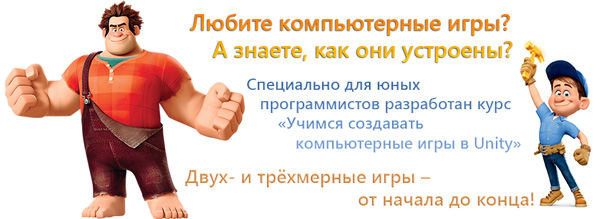 Любите компьютерные игры?
А знаете, как они устроены?
Специально для юных
программистов разработан курс
«Учимся создавать
компьютерные игры в Unity»
Двух- и трёхмерные игры –
от начала до конца!